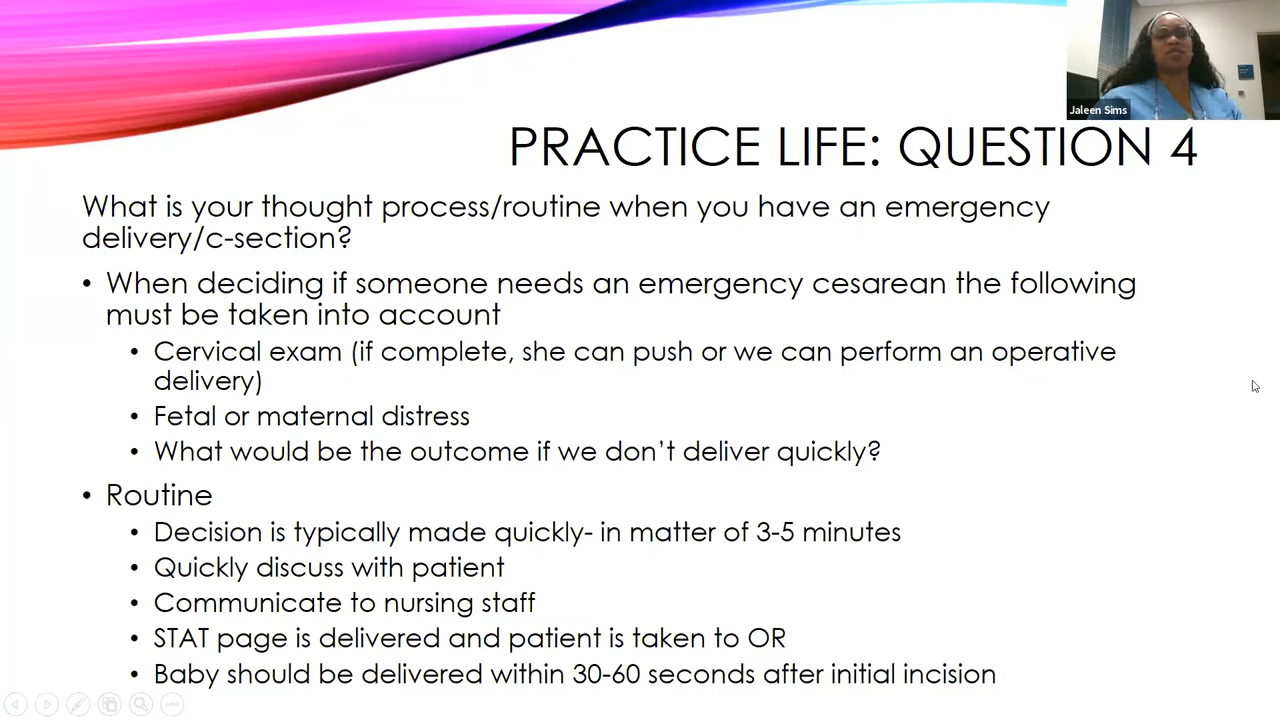 Jaleen Sims
PRACTICE LIFE: QUESTION 4
What is your thought process/routine when you have an emergency
delivery/c-section?
• When deciding if someone needs an emergency cesarean the following
must be taken into account
• Cervical exam (if complete, she can push or we can perform an operative
delivery)
• Fetal or maternal distress
• What would be the outcome if we don't deliver quickly?
• Routine
• Decision is typically made quickly- in matter of 3-5 minutes
• Quickly discuss with patient
• Communicate to nursing staff
• STAT page is delivered and patient is taken to OR
• Baby should be delivered within 30-60 seconds after initial incision